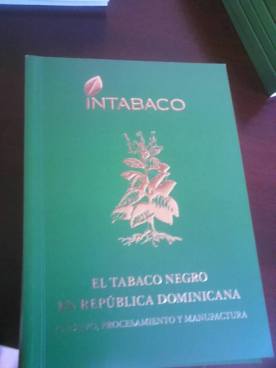 INTABACO
EL TABACO NEGRO
EN REPÚBLICA DOMINICANA
PROCESAMIENTO Y MANUFACTURA